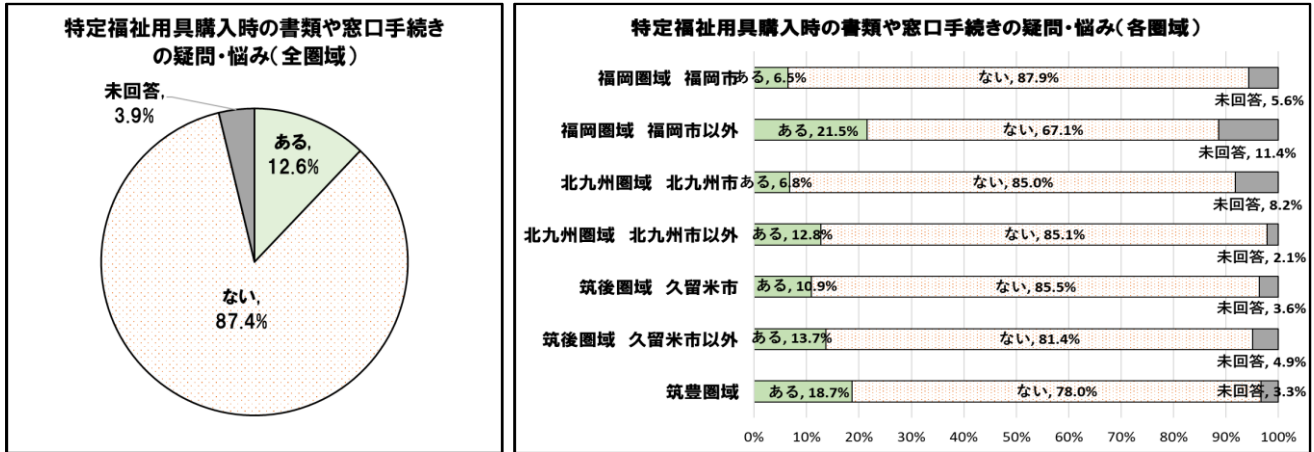 特定福祉用具購入時の書類や窓口手続き
の疑問・悩み(全圏域)
未回答,
3.9%
ある,
12.6%
ない,
87.4%
特定福祉用具購入時の書類や窓口手続きの疑問・悩み(各圏域)
福岡圏域 福岡市 ある, 6.5% ない, 87.9%
未回答, 5.6%
福岡圏域 福岡市以外 ある, 21.5% ない, 67.1%
未回答, 11.4%
北九州圏域 北九州市 ある, 6.8% ない, 85.0%
未回答, 8.2%
北九州圏域 北九州市以外 ある, 12.8% ない, 85.1%
未回答, 2.1%
筑後圏域 久留米市 ある, 10.9% ない, 85.5%
未回答, 3.6%
筑後圏域 久留米市以外 ある, 13.7% ない, 81.4%
未回答, 4.9%
筑豊圏域 ある, 18.7% ない, 78.0% 未回答, 3.3%
0% 10% 20% 30% 40% 50% 60% 70% 80% 90% 100%